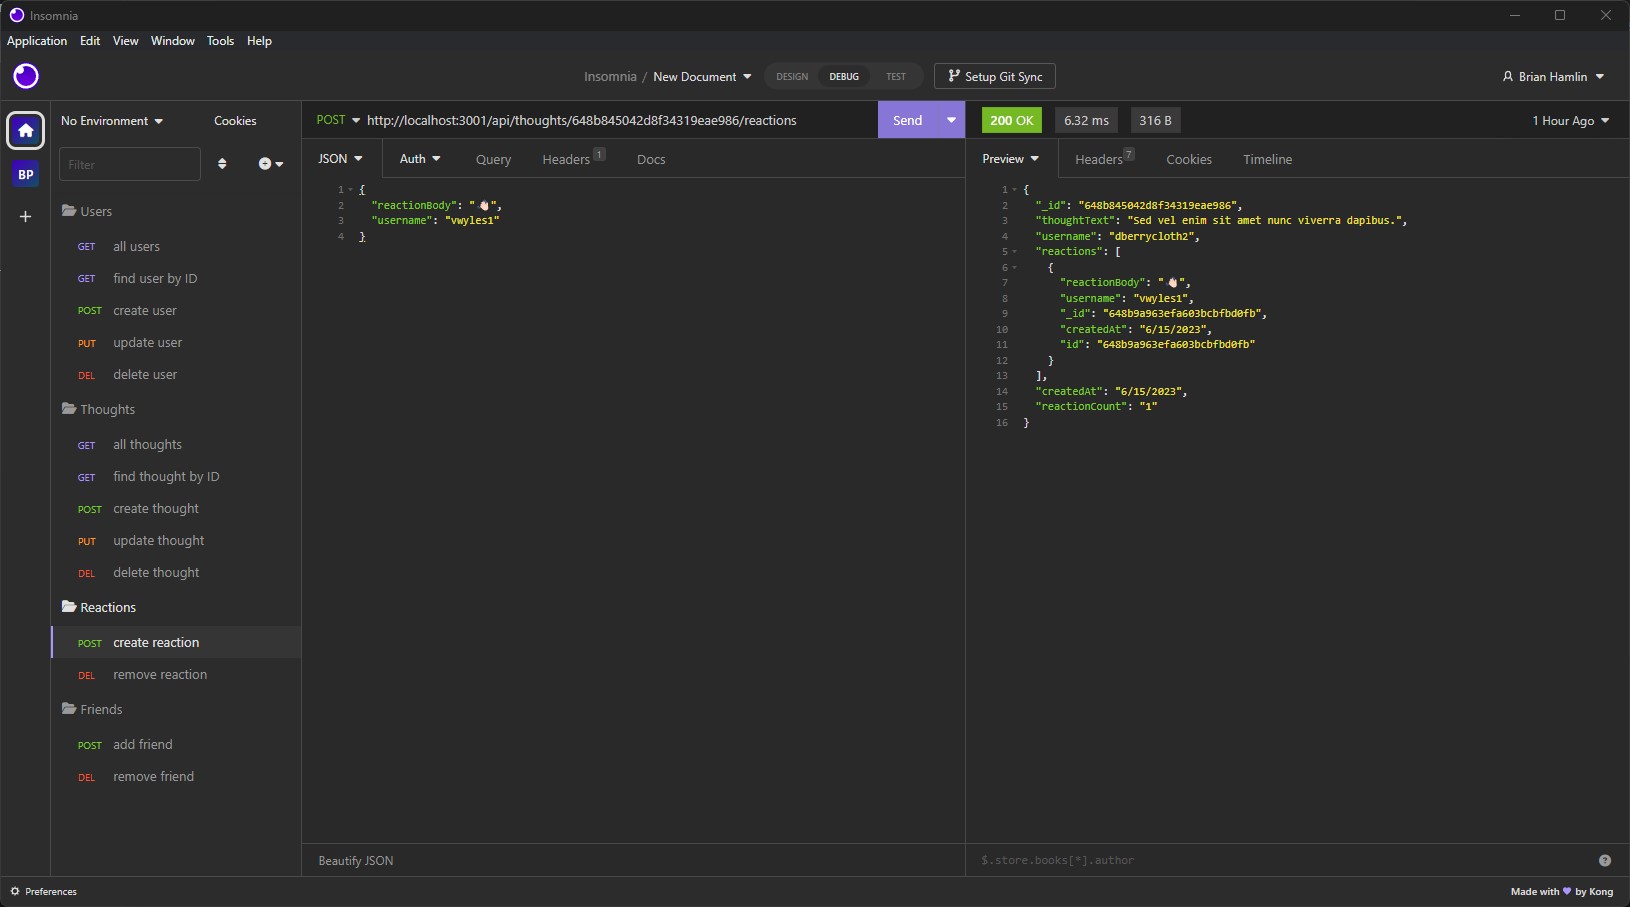 Insomnia
Application Edit View Window Tools Help
Insomnia / New Document DESIGN DEBUG TEST Setup Git Sync Brian Hamlin
BP
No Environment Cookies
Filter
Users
GET all users
GET find user by ID
POST create user
PUT update user
DEL delete user
Thoughts
GET all thoughts
GET find thought by ID
POST create thought
PUT update thought
DEL delete thought
Reactions
POST create reaction
DEL remove reaction
Friends
POST add friend
DEL remove friend
POST http://localhost:3001/api/thoughts/648b845042d8f34319eae986/reactions Send
JSON Auth Query Headers 1 Docs
1 {
2 "reactionBody": "👋🏻",
3 "username": "vwyles1"
4 }
Beautify JSON
200 OK 6.32 ms 316 B 1 Hour Ago
Preview Headers 7 Cookies Timeline
1 {
2 "_id": "648b845042d8f34319eae986",
3 "thoughtText": "Sed vel enim sit amet nunc viverra dapibus.",
4 "username": "dberrycloth2",
5 "reactions": [
6 {
7 "reactionBody": "👋🏻",
8 "username": "vwyles1",
9 "_id": "648b9a963efa603bcbfbd0fb",
10 "createdAt": "6/15/2023",
11 "id": "648b9a963efa603bcbfbd0fb"
12 }
13 ],
14 "createdAt": "6/15/2023",
15 "reactionCount": "1"
16 }
$.store.books[*].author
Preferences
Made with 💜 by Kong